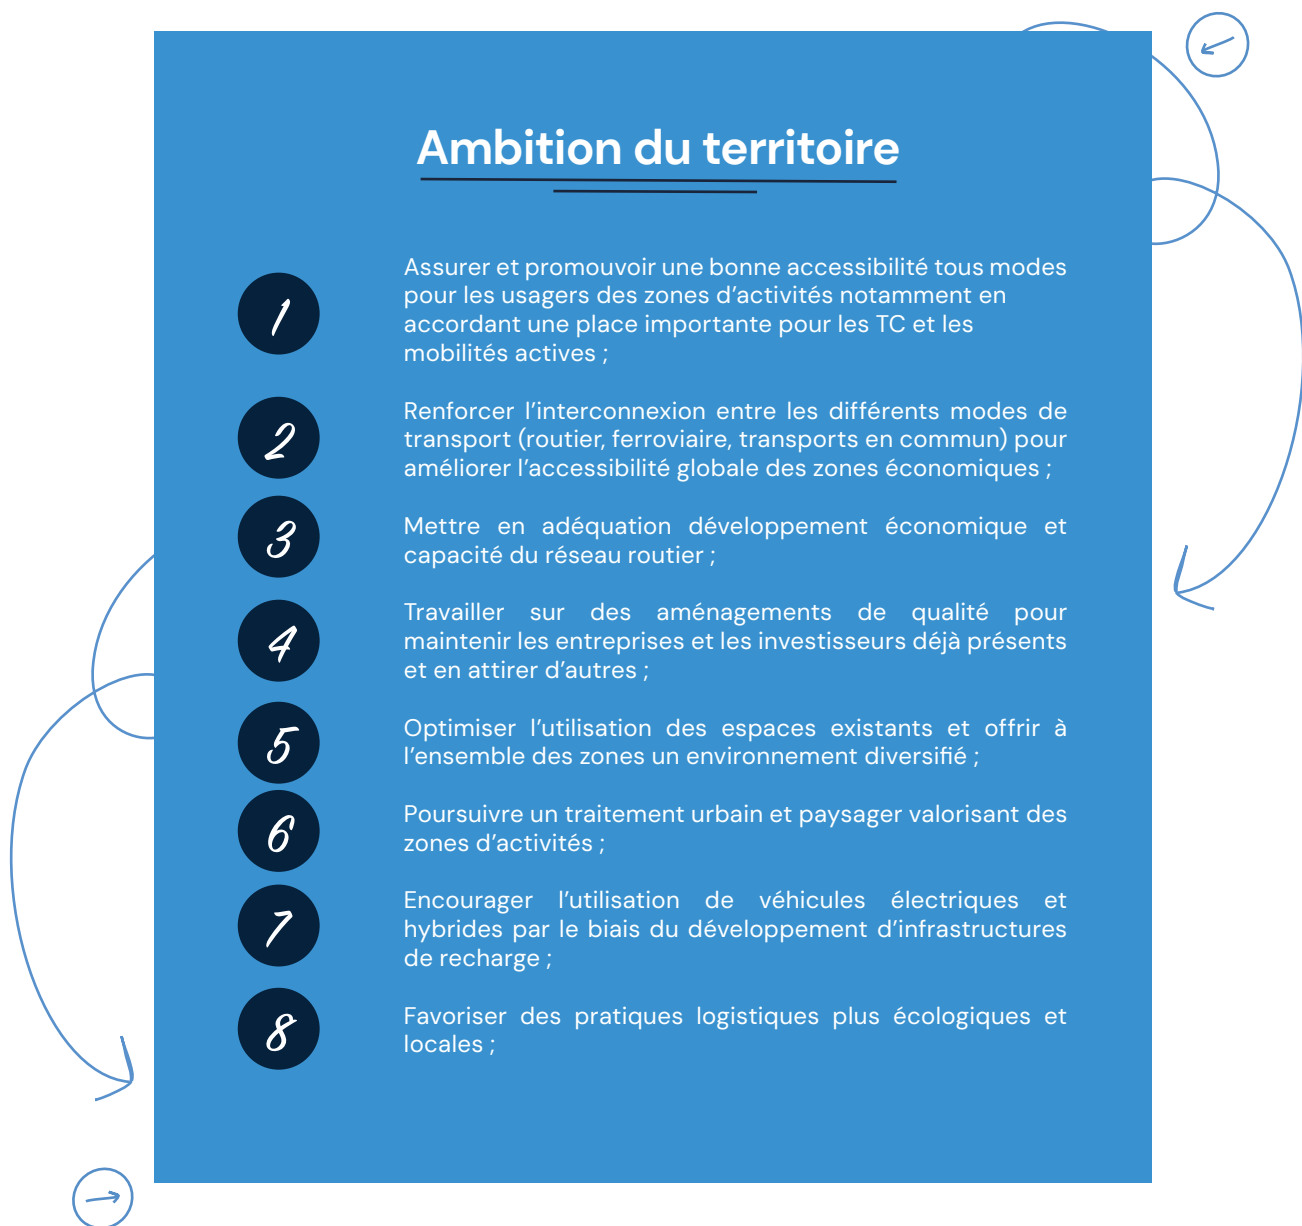 Ambition du territoire
1
Assurer et promouvoir une bonne accessibilité tous modes
pour les usagers des zones d'activités notamment en
accordant une place importante pour les TC et les
mobilités actives ;
2
Renforcer l'interconnexion entre les différents modes de
transport (routier, ferroviaire, transports en commun) pour
améliorer l'accessibilité globale des zones économiques ;
3
Mettre en adéquation développement économique et
capacité du réseau routier ;
4
Travailler sur des aménagements de qualité pour
maintenir les entreprises et les investisseurs déjà présents
et en attirer d'autres ;
5
Optimiser l'utilisation des espaces existants et offrir à
l'ensemble des zones un environnement diversifié ;
6
Poursuivre un traitement urbain et paysager valorisant des
zones d'activités ;
7
Encourager l'utilisation de véhicules électriques et
hybrides par le biais du développement d'infrastructures
de recharge ;
8
Favoriser des pratiques logistiques plus écologiques et
locales ;